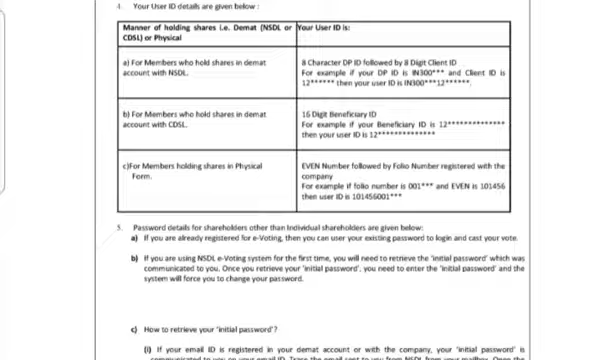 4. Your User ID details are given below :
Manner of holding shares i.e. Demat (NSDL or CDSL) or Physical
Your User ID is:
a) For Members who hold shares in demat account with NSDL.
8 Character DP ID followed by 8 Digit Client ID
For example if your DP ID is IN300*** and Client ID is
12****** then your user ID is IN300***12******.
b) For Members who hold shares in demat account with CDSL.
16 Digit Beneficiary ID
For example if your Beneficiary ID is 12**************
then your user ID is 12**************
c)For Members holding shares in Physical Form.
EVEN Number followed by Folio Number registered with the
company
For example if folio number is 001*** and EVEN is 101456
then user ID is 101456001***
5. Password details for shareholders other than Individual shareholders are given below:
a) If you are already registered for e-Voting, then you can user your existing password to login and cast your vote.
b) If you are using NSDL e-Voting system for the first time, you will need to retrieve the 'initial password' which was
communicated to you. Once you retrieve your 'initial password', you need to enter the 'initial password' and the
system will force you to change your password.
c) How to retrieve your 'initial password'?
(i) If your email ID is registered in your demat account or with the company, your 'initial password' is